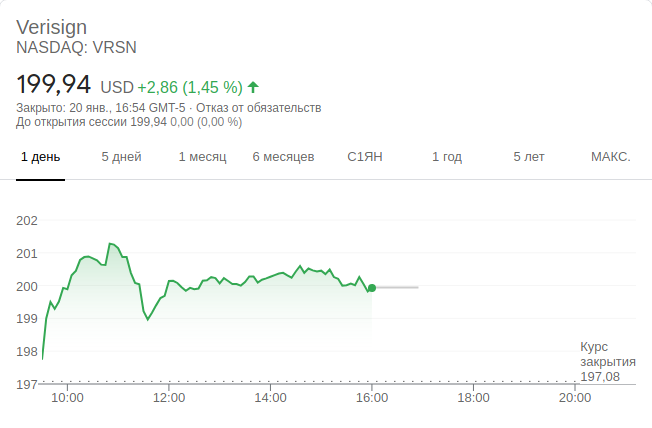 Verisign
NASDAQ: VRSN
199,94 USD +2,86 (1,45 %)
Закрыто: 20 янв., 16:54 GMT-5 · Отказ от обязательств
До открытия сессии 199,94 0,00 (0,00 %)
1 день 5 дней 1 месяц 6 месяцев С1ЯН 1 год 5 лет МАКС.
202
201
200
199
198
197
Курс
закрытия
197,08
10:00 12:00 14:00 16:00 18:00 20:00